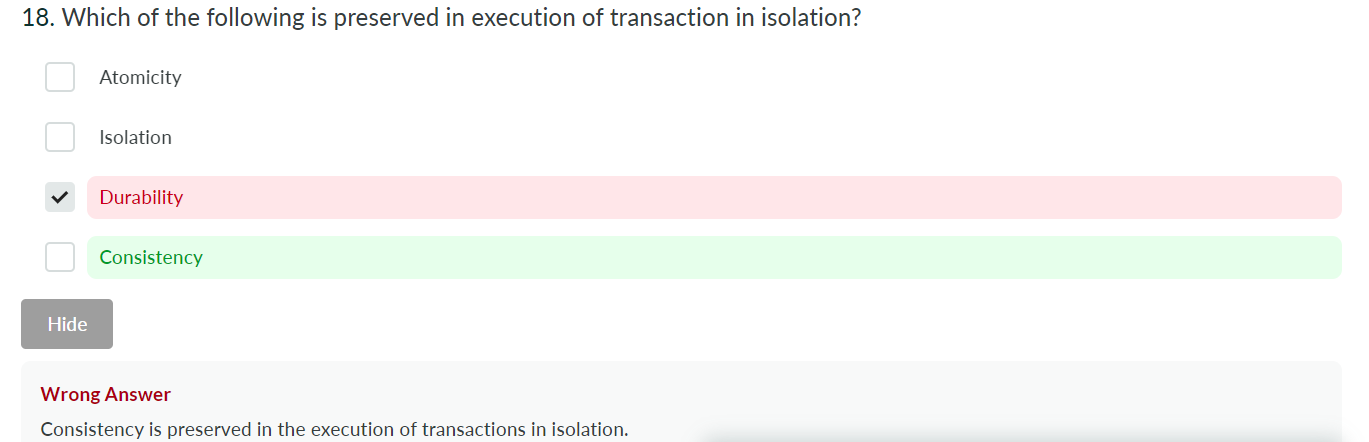 18. Which of the following is preserved in execution of transaction in isolation?
Atomicity
Isolation
Durability
Consistency
Hide
Wrong Answer
Consistency is preserved in the execution of transactions in isolation.